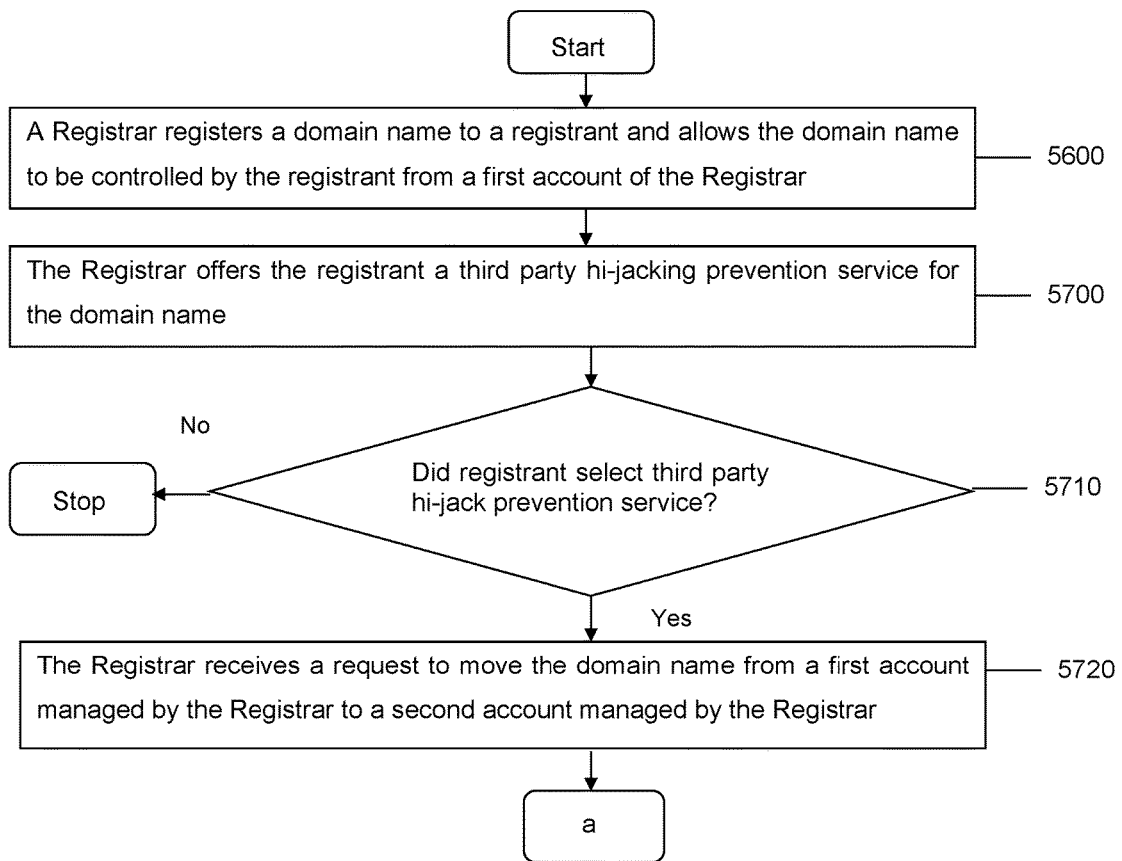 Start
A Registrar registers a domain name to a registrant and allows the domain name
to be controlled by the registrant from a first account of the Registrar
5600
The Registrar offers the registrant a third party hi-jacking prevention service for
the domain name
5700
No
Did registrant select third party
hi-jack prevention service?
5710
Stop
Yes
The Registrar receives a request to move the domain name from a first account
managed by the Registrar to a second account managed by the Registrar
5720
a